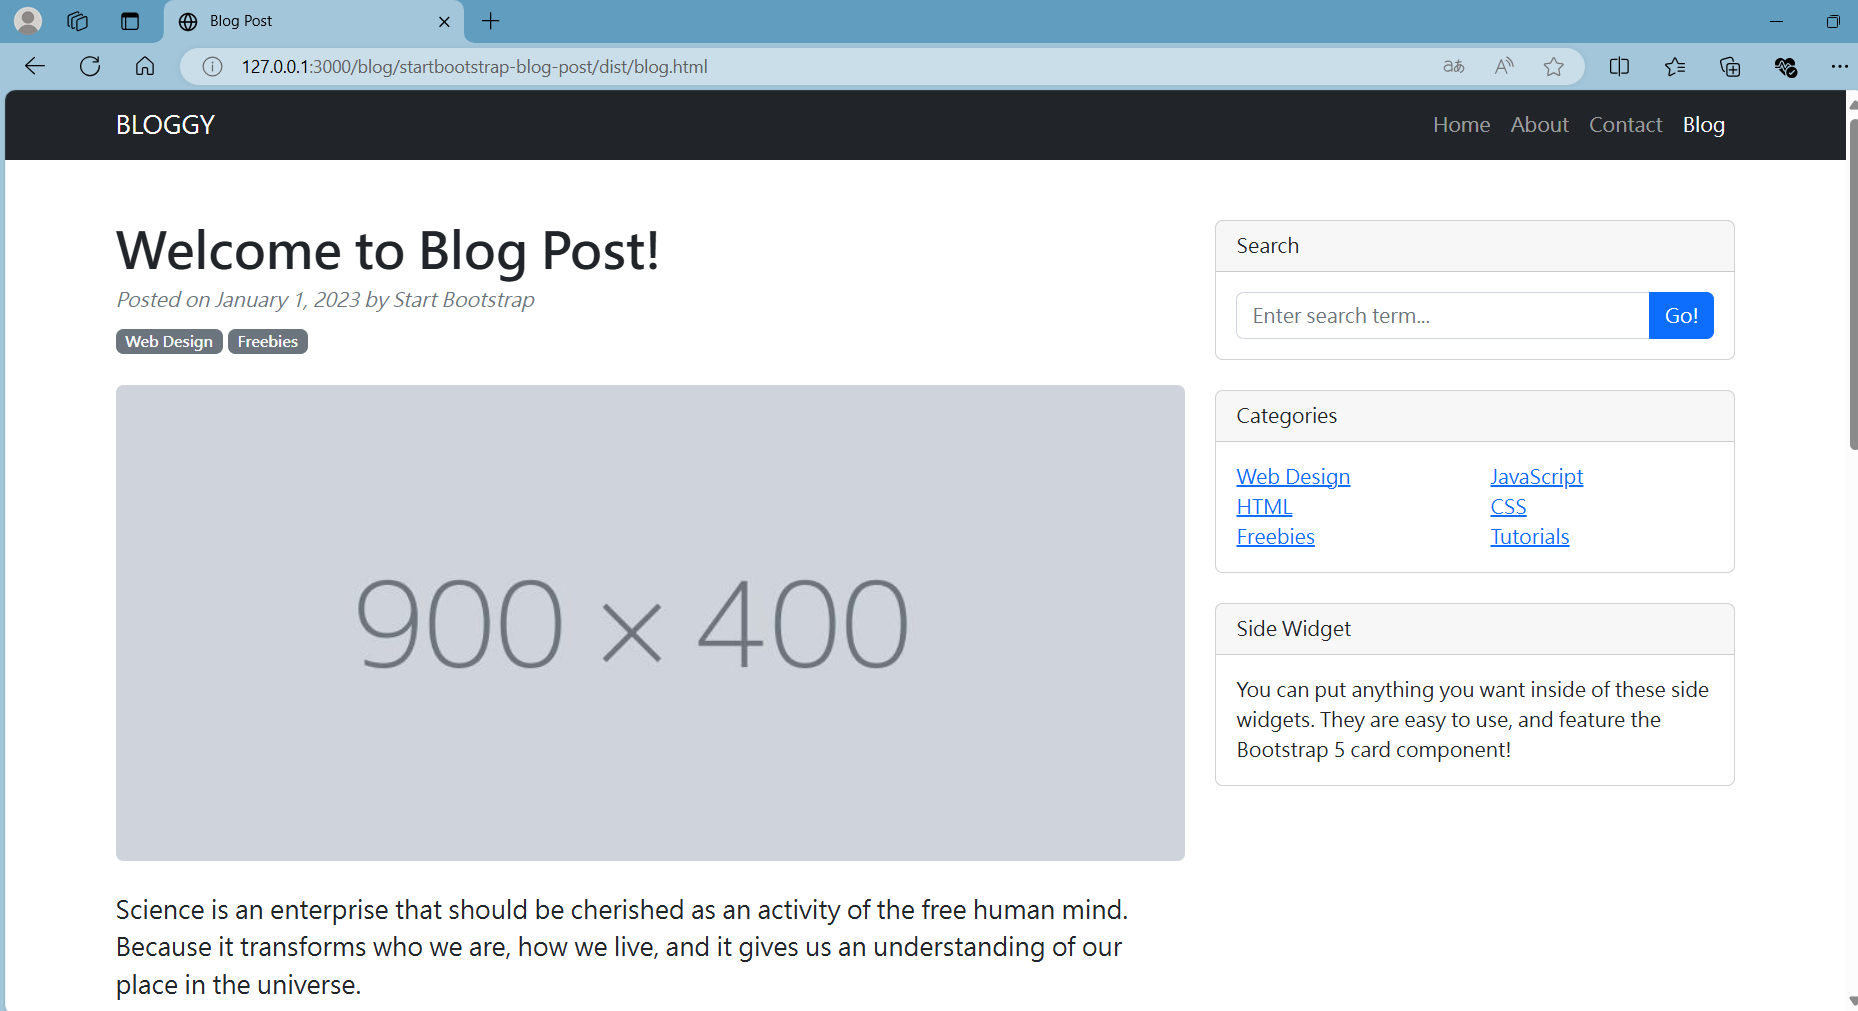 Blog Post
127.0.0.1:3000/blog/startbootstrap-blog-post/dist/blog.html
BLOGGY
Home About Contact Blog
Welcome to Blog Post!
Posted on January 1, 2023 by Start Bootstrap
Web Design Freebies
900 × 400
Science is an enterprise that should be cherished as an activity of the free human mind.
Because it transforms who we are, how we live, and it gives us an understanding of our
place in the universe.
Search
Enter search term... Go!
Categories
Web Design JavaScript
HTML CSS
Freebies Tutorials
Side Widget
You can put anything you want inside of these side
widgets. They are easy to use, and feature the
Bootstrap 5 card component!